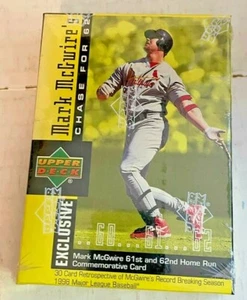 Mark McGwire's
CHASE FOR 62
UPPER
DECK
EXCLUSIVE
Mark McGwire 61st and 62nd Home Run
Commemorative Card
30 Card Retrospective of McGwire's Record Breaking Season
1998 Major League Baseball